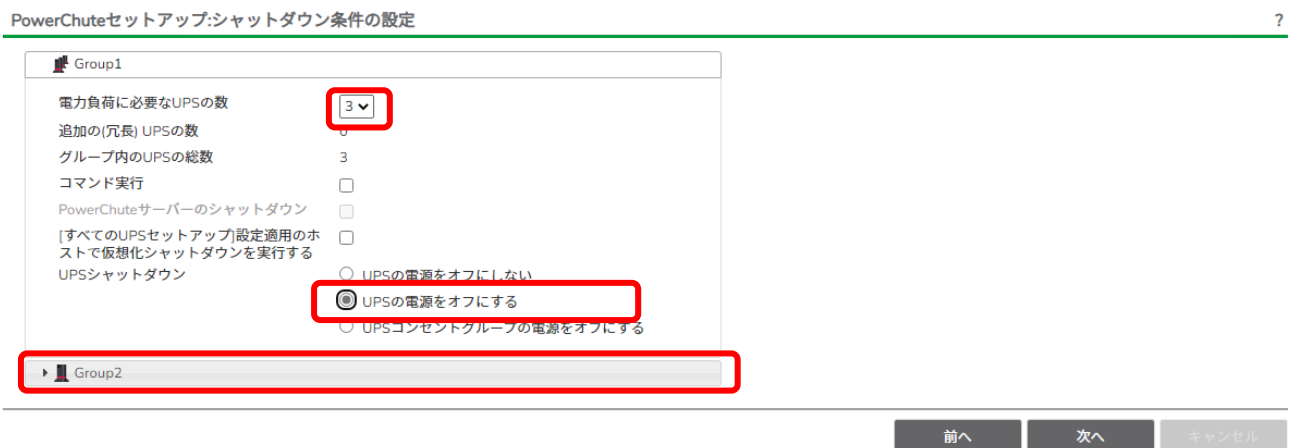 PowerChuteセットアップ:シャットダウン条件の設定 ?
Group1
電力負荷に必要なUPSの数 3
追加の(冗長) UPSの数 0
グループ内のUPSの総数 3
コマンド実行
PowerChuteサーバーのシャットダウン
[すべてのUPSセットアップ]設定適用のホ
ストで仮想化シャットダウンを実行する
UPSシャットダウン UPSの電源をオフにしない
UPSの電源をオフにする
UPSコンセントグループの電源をオフにする
Group2
前へ 次へ キャンセル